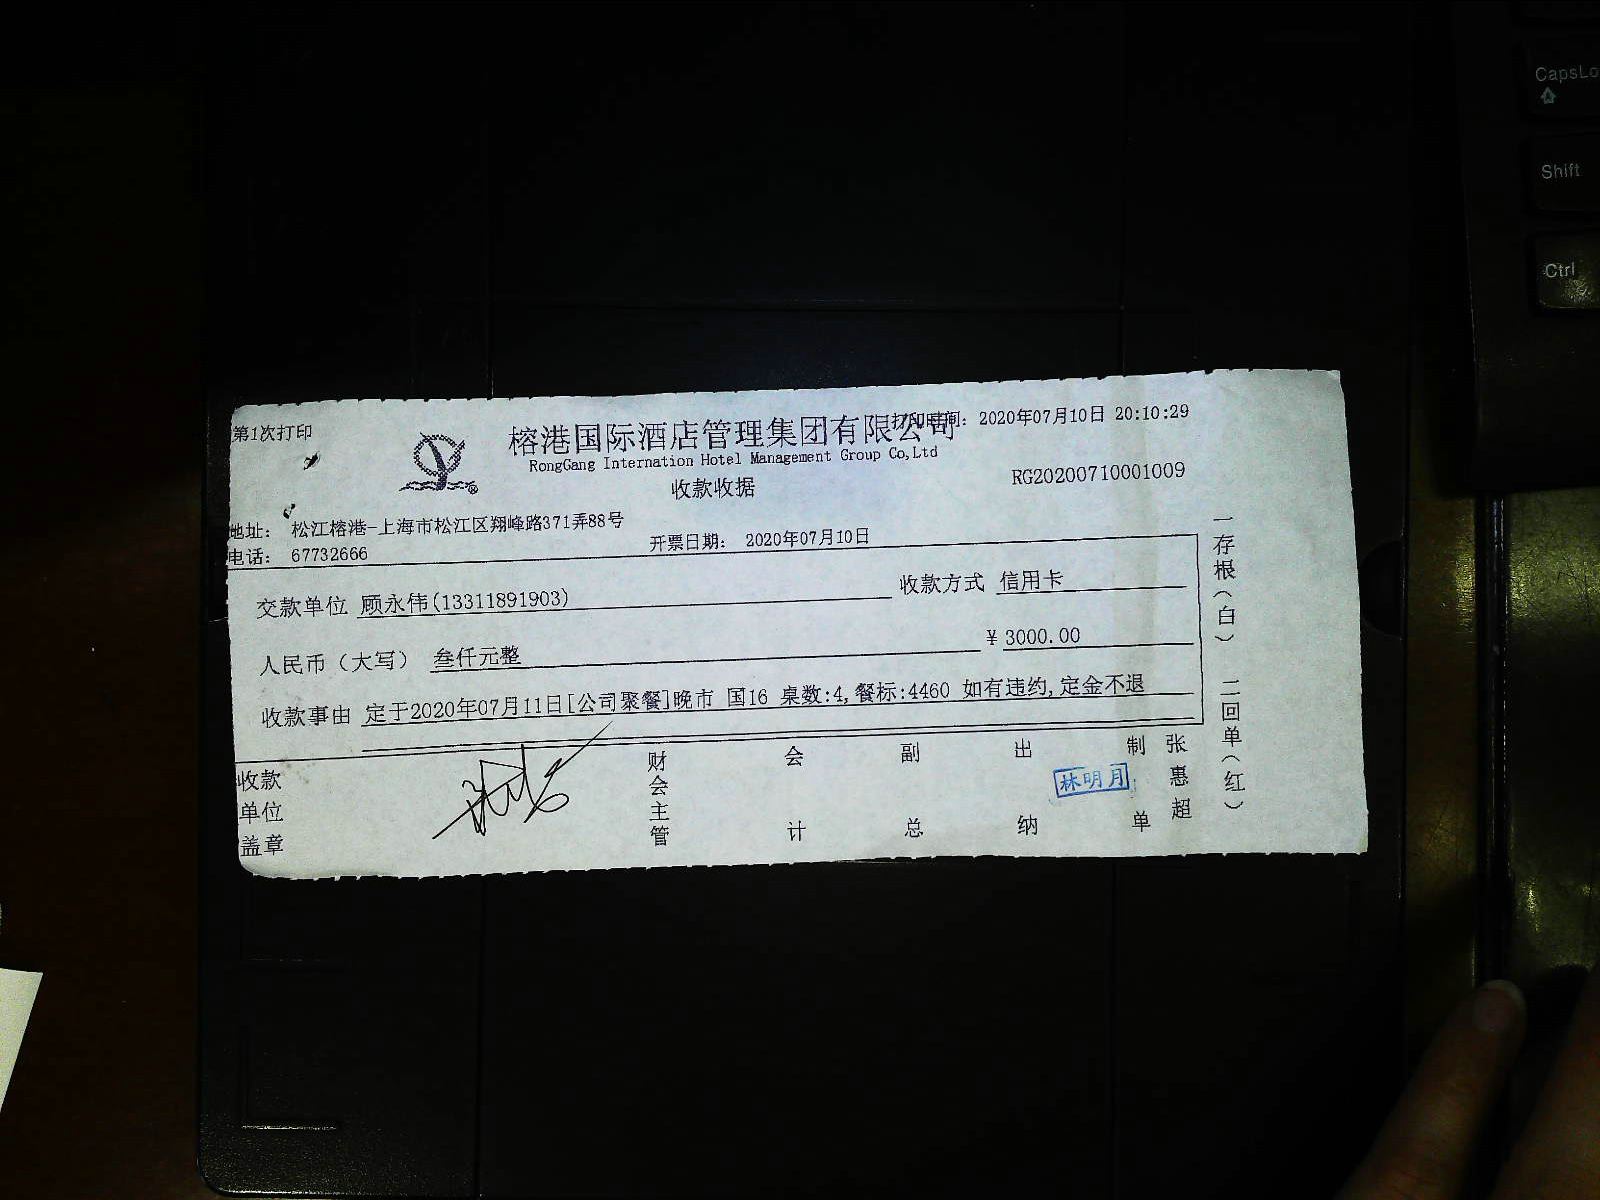 CapsLo
Shift
Ctrl
第1次打印
榕港国际酒店管理集团有限公司
打印时间: 2020年07月10日 20:10:29
RongGang Internation Hotel Management Group Co,Ltd
收款收据
RG20200710001009
地址: 松江榕港-上海市松江区翔峰路371弄88号
电话: 67732666
开票日期: 2020年07月10日
交款单位 顾永伟(13311891903)
收款方式 信用卡
人民币(大写) 叁仟元整
¥ 3000.00
收款事由 定于2020年07月11日[公司聚餐]晚市 国16 桌数:4,餐标:4460 如有违约,定金不退
收款单位盖章
财会主管
会计
副总
出纳
林明月
制单
张惠超
一存根(白) 二回单(红)